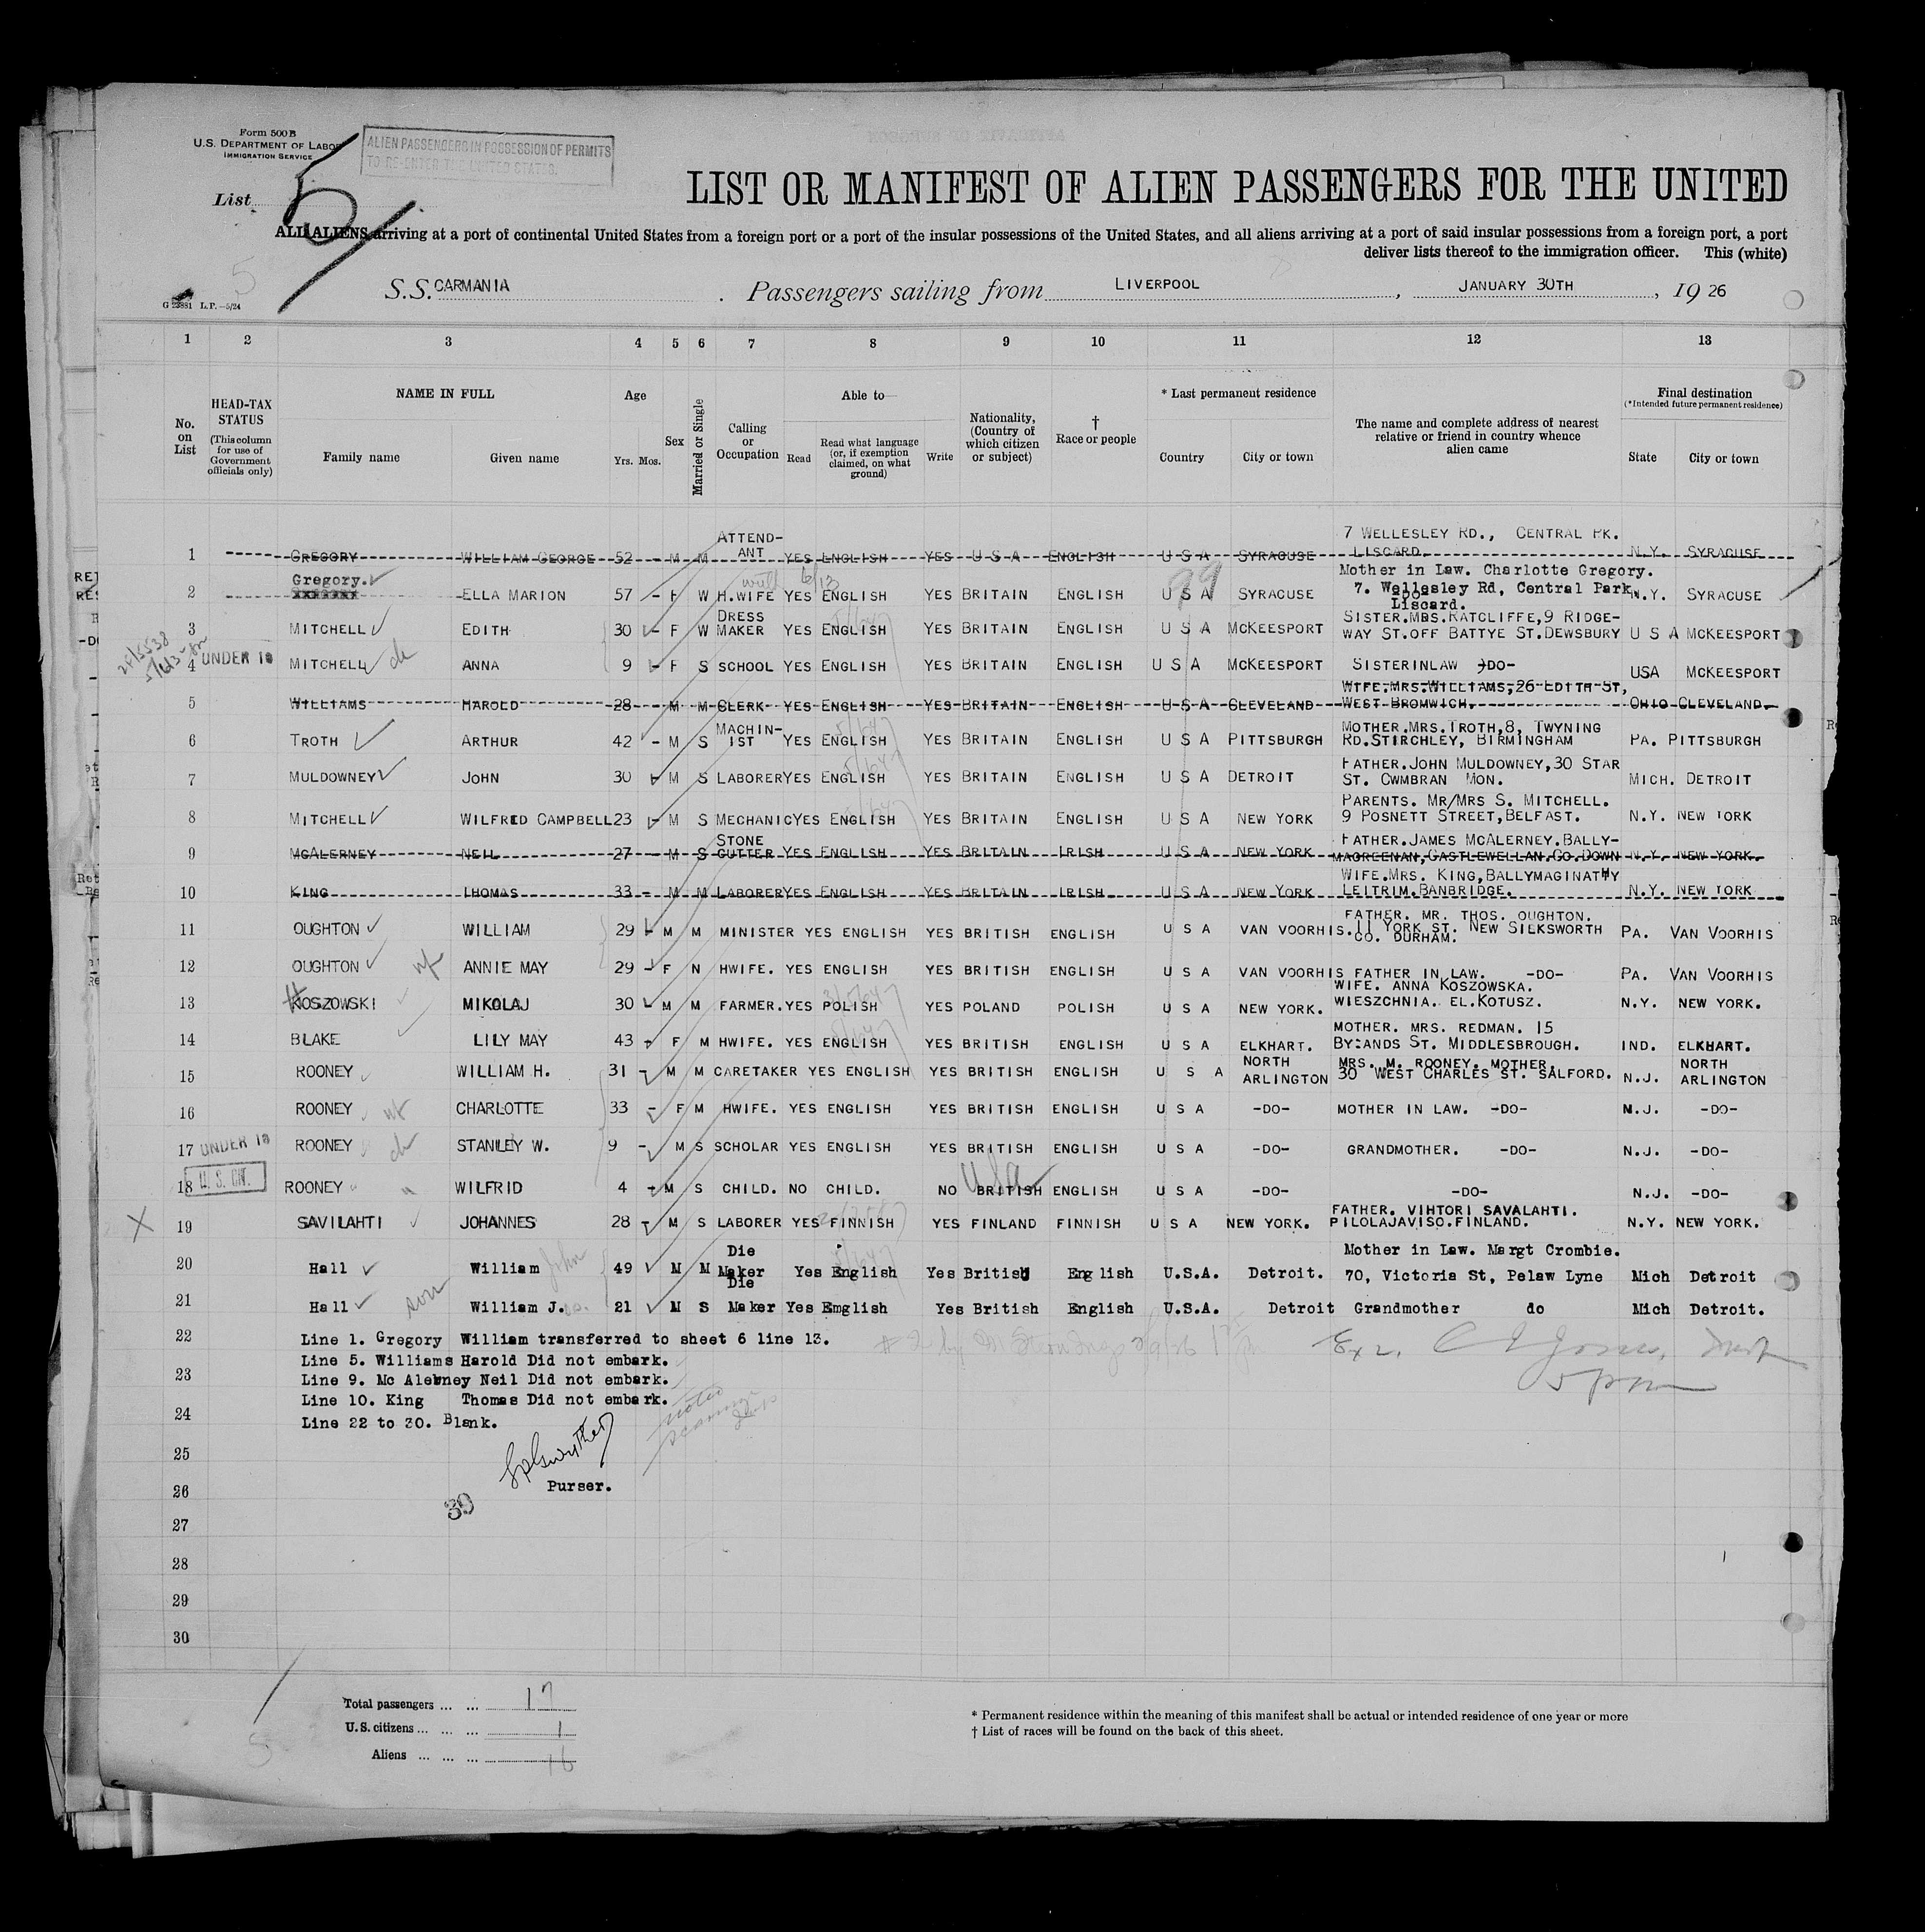 Form 500 B
U.S. DEPARTMENT OF LABOR
IMMIGRATION SERVICE
ALIEN PASSENGERS IN POSSESSION OF PERMITS
TO RE-ENTER THE UNITED STATES.
List 5
LIST OR MANIFEST OF ALIEN PASSENGERS FOR THE UNITED
ALL ALIENS arriving at a port of continental United States from a foreign port or a port of the insular possessions of the United States, and all aliens arriving at a port of said insular possessions from a foreign port, a port
deliver lists thereof to the immigration officer. This (white)
5
S.S. CARMANIA . Passengers sailing from LIVERPOOL , JANUARY 30TH , 19 26
L.P.—5/24
1 2 3 4 5 6 7 8 9 10 11 12 13
No. on List
HEAD-TAX STATUS (This column for use of Government officials only)
NAME IN FULL Family name Given name
Age Yrs. Mos.
Sex
Married or Single
Calling or Occupation
Able to Read Read what language (or, if exemption claimed, on what ground) Write
Nationality, (Country of which citizen or subject)
† Race or people
* Last permanent residence Country City or town
The name and complete address of nearest relative or friend in country whence alien came
Final destination (*Intended future permanent residence) State City or town
1 GREGORY WILLIAM GEORGE 52 - M M ATTEND-ANT YES ENGLISH YES U S A ENGLISH U S A SYRACUSE 7 WELLESLEY RD., CENTRAL PK. LISCARD. N.Y. SYRACUSE
2 Gregory. ELLA MARION 57 - F W H.WIFE YES ENGLISH YES BRITAIN ENGLISH U S A SYRACUSE Mother in Law. Charlotte Gregory. 7. Wellesley Rd, Central Park, Liscard. N.Y. SYRACUSE
3 MITCHELL EDITH 30 - F W DRESS MAKER YES ENGLISH YES BRITAIN ENGLISH U S A MCKEESPORT SISTER.MRS.RATCLIFFE,9 RIDGE-WAY ST.OFF BATTYE ST.DEWSBURY U S A MCKEESPORT
4 UNDER 16 MITCHELL ANNA 9 - F S SCHOOL YES ENGLISH YES BRITAIN ENGLISH U S A MCKEESPORT SISTERINLAW -DO- USA MCKEESPORT
5 WILLIAMS HAROLD 28 - M M CLERK YES ENGLISH YES BRITAIN ENGLISH U S A CLEVELAND WIFE.MRS.WILLIAMS,26 EDITH ST, WEST BROMWICH. OHIO CLEVELAND
6 TROTH ARTHUR 42 - M S MACHIN-IST YES ENGLISH YES BRITAIN ENGLISH U S A PITTSBURGH MOTHER.MRS.TROTH,8, TWYNING RD.STIRCHLEY, BIRMINGHAM PA. PITTSBURGH
7 MULDOWNEY JOHN 30 - M S LABORER YES ENGLISH YES BRITAIN ENGLISH U S A DETROIT FATHER.JOHN MULDOWNEY,30 STAR ST. CWMBRAN MON. MICH. DETROIT
8 MITCHELL WILFRED CAMPBELL 23 - M S MECHANIC YES ENGLISH YES BRITAIN ENGLISH U S A NEW YORK PARENTS. MR/MRS S. MITCHELL. 9 POSNETT STREET,BELFAST. N.Y. NEW YORK
9 MCALERNEY NEIL 27 - M S STONE CUTTER YES ENGLISH YES BRITAIN IRISH U S A NEW YORK FATHER.JAMES MCALERNEY,BALLY-MAGREENAN,CASTLEWELLAN,CO.DOWN N.Y. NEW YORK.
10 KING THOMAS 33 - M M LABORER YES ENGLISH YES BRITAIN IRISH U S A NEW YORK WIFE.MRS. KING,BALLYMAGINATHY LEITRIM.BANBRIDGE. N.Y. NEW YORK
11 OUGHTON WILLIAM 29 - M M MINISTER YES ENGLISH YES BRITISH ENGLISH U S A VAN VOORHIS. FATHER. MR. THOS. OUGHTON. 11 YORK ST. NEW SILKSWORTH CO. DURHAM. PA. VAN VOORHIS
12 OUGHTON wf ANNIE MAY 29 - F N HWIFE. YES ENGLISH YES BRITISH ENGLISH U S A VAN VOORHIS FATHER IN LAW. -DO- PA. VAN VOORHIS
13 KOSZOWSKI MIKOLAJ 30 - M M FARMER. YES POLISH YES POLAND POLISH U S A NEW YORK. WIFE. ANNA KOSZOWSKA. WIESZCHNIA. EL.KOTUSZ. N.Y. NEW YORK.
14 BLAKE LILY MAY 43 - F M HWIFE. YES ENGLISH YES BRITISH ENGLISH U S A ELKHART. MOTHER. MRS. REDMAN. 15 BY:ANDS ST. MIDDLESBROUGH. IND. ELKHART.
15 ROONEY WILLIAM H. 31 - M M CARETAKER YES ENGLISH YES BRITISH ENGLISH U S A NORTH ARLINGTON MRS. M. ROONEY. MOTHER. 30 WEST CHARLES ST. SALFORD. N.J. NORTH ARLINGTON
16 ROONEY wf CHARLOTTE 33 - F M HWIFE. YES ENGLISH YES BRITISH ENGLISH U S A -DO- MOTHER IN LAW. -DO- N.J. -DO-
17 UNDER 16 ROONEY ch STANLEY W. 9 - M S SCHOLAR YES ENGLISH YES BRITISH ENGLISH U S A -DO- GRANDMOTHER. -DO- N.J. -DO-
18 U.S. CIT. ROONEY " WILFRID 4 - M S CHILD. NO CHILD. NO BRITISH USA ENGLISH U S A -DO- -DO- N.J. -DO-
X 19 SAVILAHTI JOHANNES 28 - M S LABORER YES FINNISH YES FINLAND FINNISH U S A NEW YORK. FATHER. VIHTORI SAVALAHTI. PILOLAJAVISO.FINLAND. N.Y. NEW YORK.
20 Hall William John 49 M M Die Maker Yes English Yes British English U.S.A. Detroit. Mother in Law. Margt Crombie. 70, Victoria St, Pelaw Lyne Mich Detroit
21 Hall son William J. 21 M S Die Maker Yes Emglish Yes British English U.S.A. Detroit Grandmother do Mich Detroit.
22 Line 1. Gregory William transferred to sheet 6 line 13.
Line 5. Williams Harold Did not embark.
23 Line 9. Mc Alerney Neil Did not embark.
Line 10. King Thomas Did not embark.
24 Line 22 to 30. Blank.
25
Purser.
26
39
27
28
29
30
Total passengers ... ... 17
U.S. citizens ... ... ... 1
Aliens ... ... ... 16
* Permanent residence within the meaning of this manifest shall be actual or intended residence of one year or more
† List of races will be found on the back of this sheet.